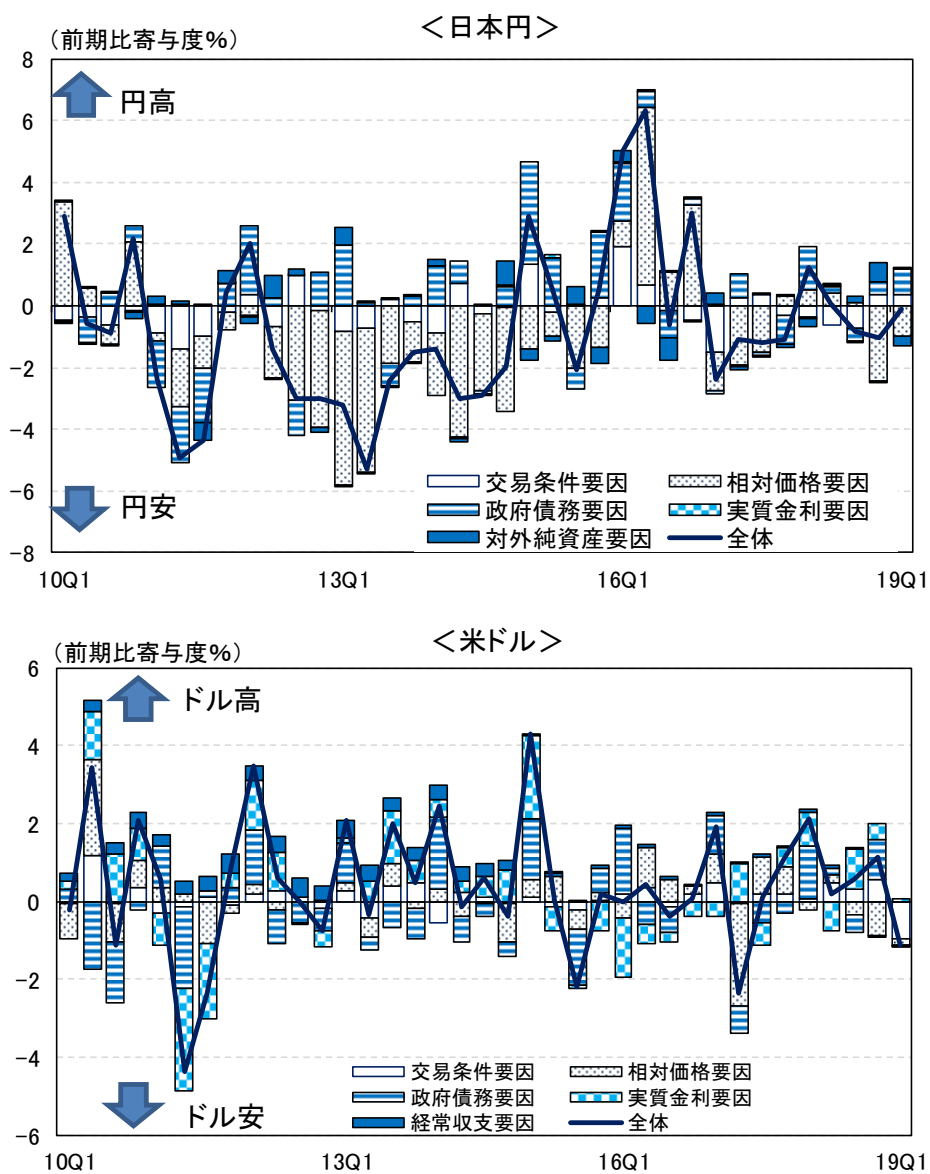 ＜日本円＞
（前期比寄与度％）
8
円高
6
4
2
0
-2
-4
-6
円安
-8
交易条件要因
相対価格要因
政府債務要因
実質金利要因
対外純資産要因
全体
10Q1
13Q1
16Q1
19Q1
＜米ドル＞
（前期比寄与度％）
6
ドル高
4
2
0
-2
-4
ドル安
-6
交易条件要因
相対価格要因
政府債務要因
実質金利要因
経常収支要因
全体
10Q1
13Q1
16Q1
19Q1